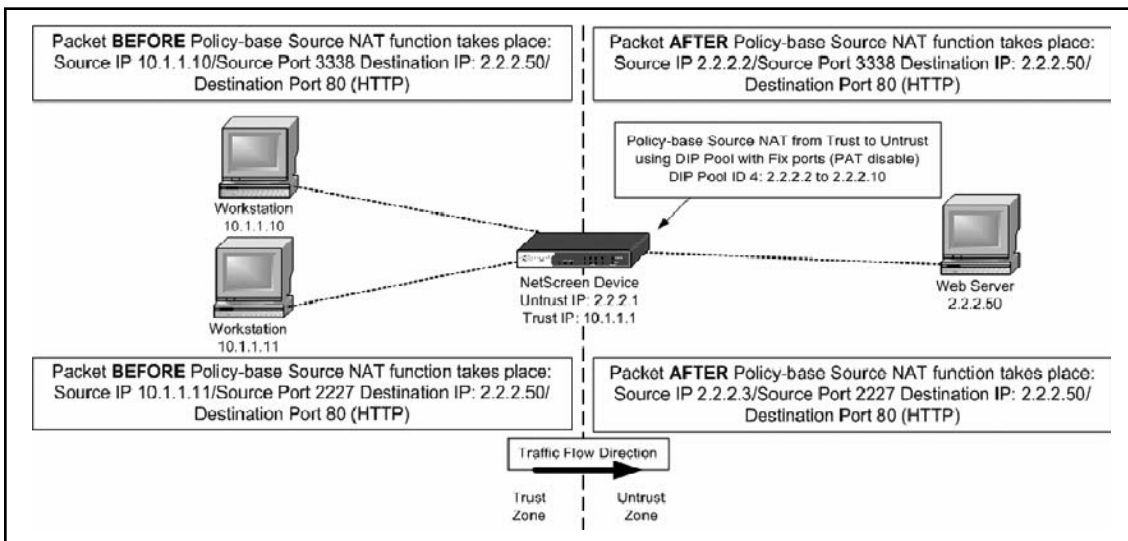 Packet BEFORE Policy-base Source NAT function takes place:
Source IP 10.1.1.10/Source Port 3338 Destination IP: 2.2.2.50/
Destination Port 80 (HTTP)
Packet AFTER Policy-base Source NAT function takes place:
Source IP 2.2.2.2/Source Port 3338 Destination IP: 2.2.2.50/
Destination Port 80 (HTTP)
Policy-base Source NAT from Trust to Untrust
using DIP Pool with Fix ports (PAT disable)
DIP Pool ID 4: 2.2.2.2 to 2.2.2.10
Workstation
10.1.1.10
NetScreen Device
Untrust IP: 2.2.2.1
Trust IP: 10.1.1.1
Web Server
2.2.2.50
Workstation
10.1.1.11
Packet BEFORE Policy-base Source NAT function takes place:
Source IP 10.1.1.11/Source Port 2227 Destination IP: 2.2.2.50/
Destination Port 80 (HTTP)
Packet AFTER Policy-base Source NAT function takes place:
Source IP 2.2.2.3/Source Port 2227 Destination IP: 2.2.2.50/
Destination Port 80 (HTTP)
Traffic Flow Direction
Trust
Zone
Untrust
Zone